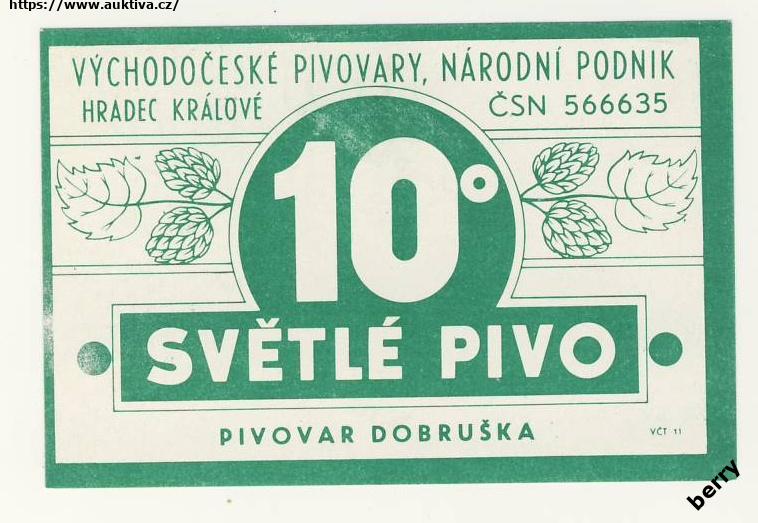 https://www.auktiva.cz/
VÝCHODOČESKÉ PIVOVARY, NÁRODNÍ PODNIK
HRADEC KRÁLOVÉ
ČSN 566635
10°
SVĚTLÉ PIVO
PIVOVAR DOBRUŠKA
VČT 11
berry